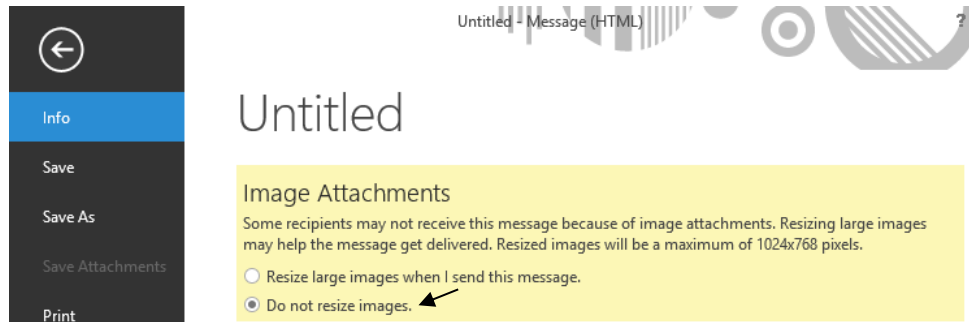 Untitled - Message (HTML)
?
Info
Untitled
Save
Image Attachments
Save As
Some recipients may not receive this message because of image attachments. Resizing large images
may help the message get delivered. Resized images will be a maximum of 1024x768 pixels.
Save Attachments
Resize large images when I send this message.
Do not resize images.
Print